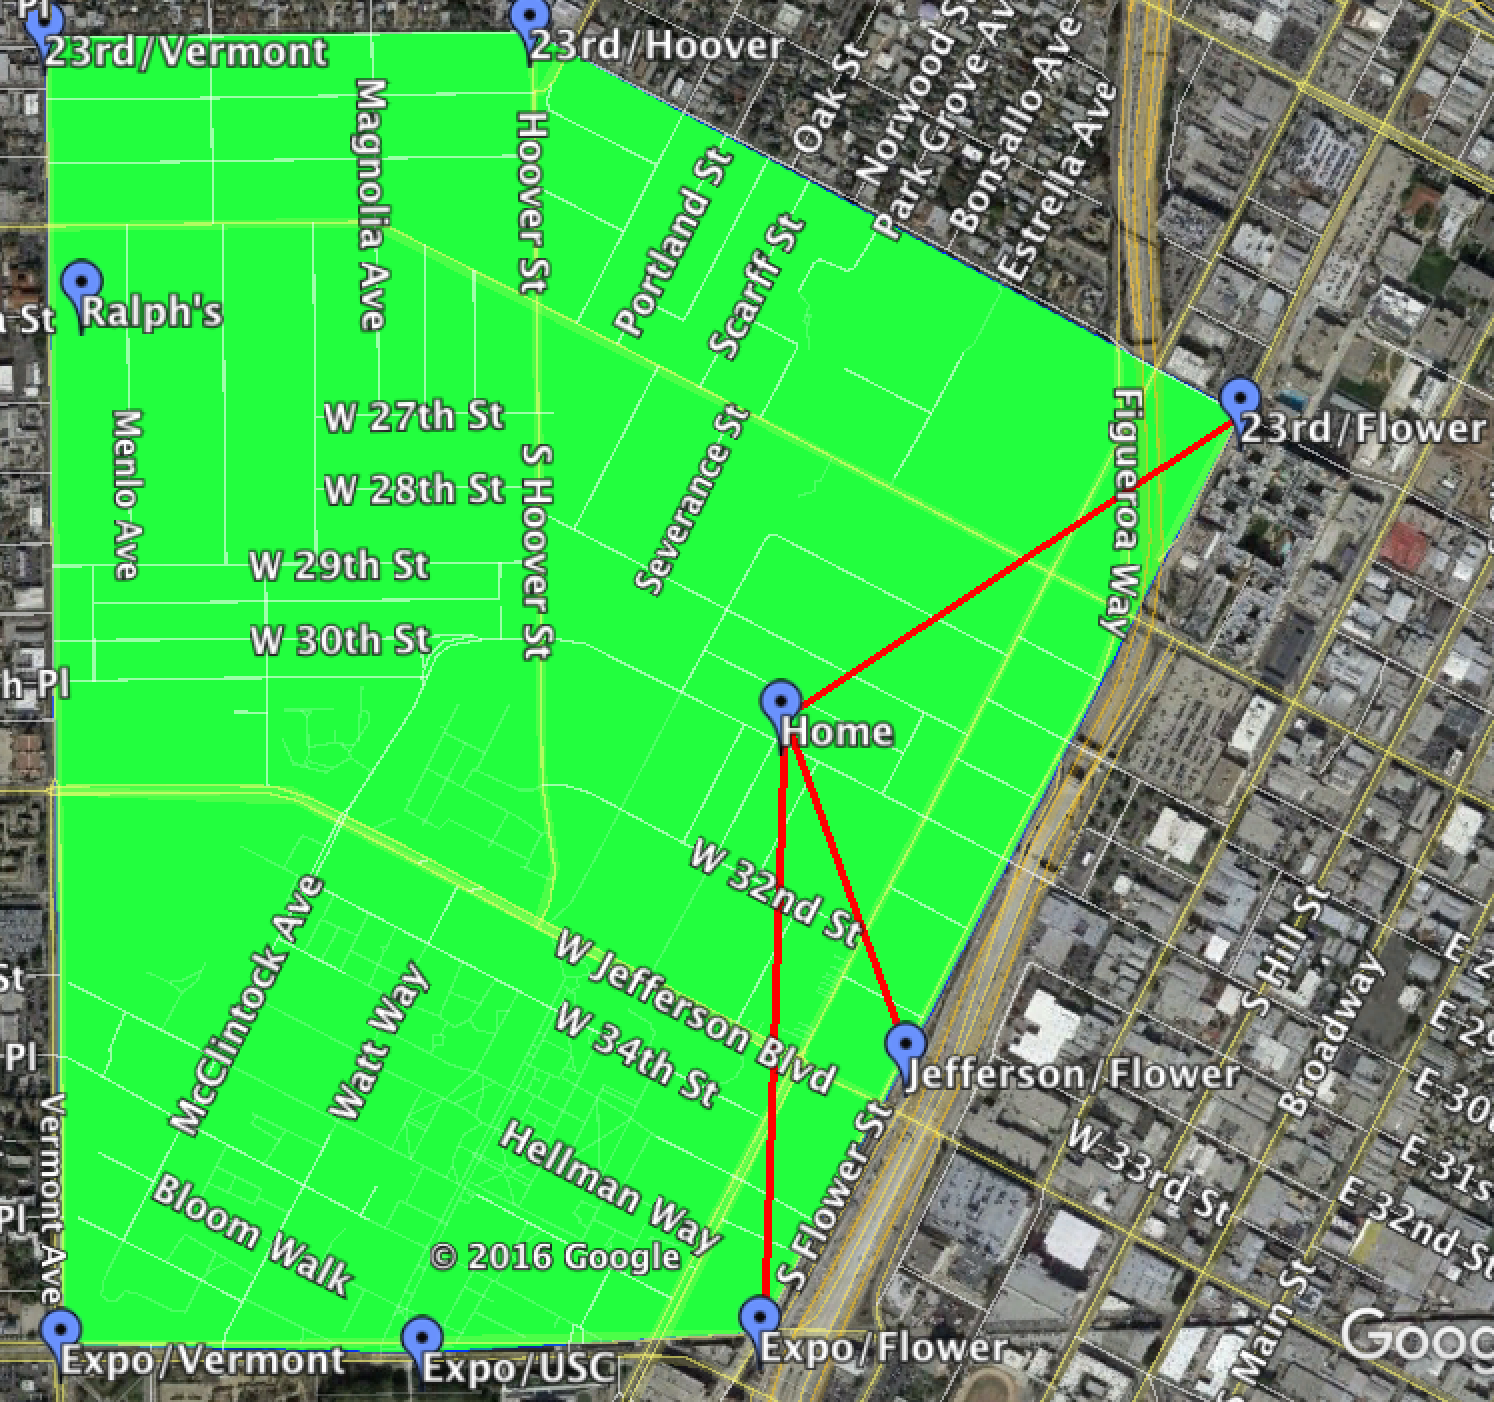 Pl
23rd/Vermont
23rd/Hoover
Magnolia Ave
Hoover St
Portland St
Oak St
Norwood S
Park Grove Av
Bonsallo Ave
Estrella Ave
Scarff St
Ralph's
a St
Menlo Ave
W 27th St
W 28th St
S Hoover St
Severance St
Figueroa Way
23rd/Flower
W 29th St
W 30th St
h Pl
Home
W 32nd St
McClintock Ave
Watt Way
W Jefferson Blvd
W 34th St
Jefferson/Flower
S Hill St
Broadway
E 2
E 29
E 30t
E 31s
E 32nd St
W 33rd St
St
Pl
Vermont Ave
Hellman Way
S Flower St
Bloom Walk
Pl
© 2016 Google
S Main St
Goog
Expo/Vermont
Expo/USC
Expo/Flower